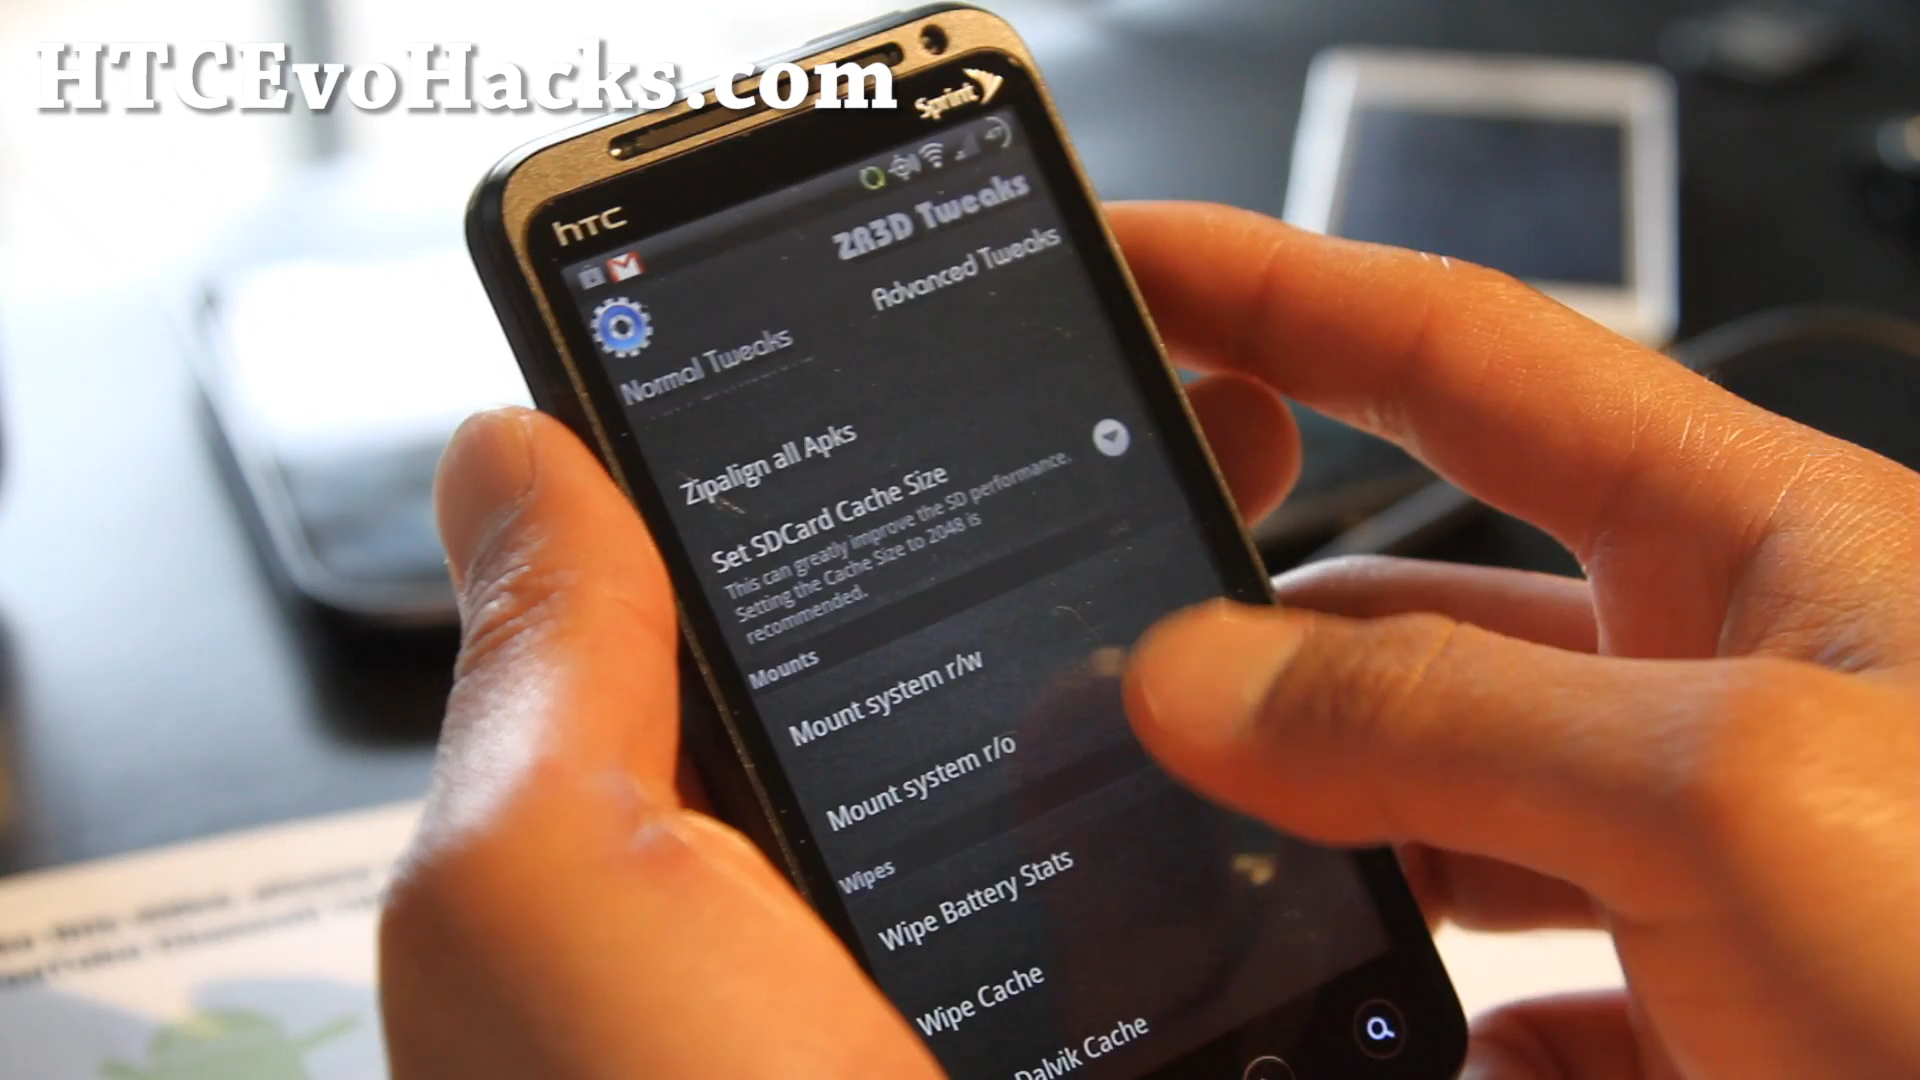 HTCEvoHacks.com
Sprint
hTC
47
ZR3D Tweaks
Normal Tweaks
Advanced Tweaks
Zipalign all Apks
Set SDCard Cache Size
This can greatly improve the SD performance.
Setting the Cache Size to 2048 is
recommended.
Mounts
Mount system r/w
Mount system r/o
Wipes
Wipe Battery Stats
Wipe Cache
Dalvik Cache